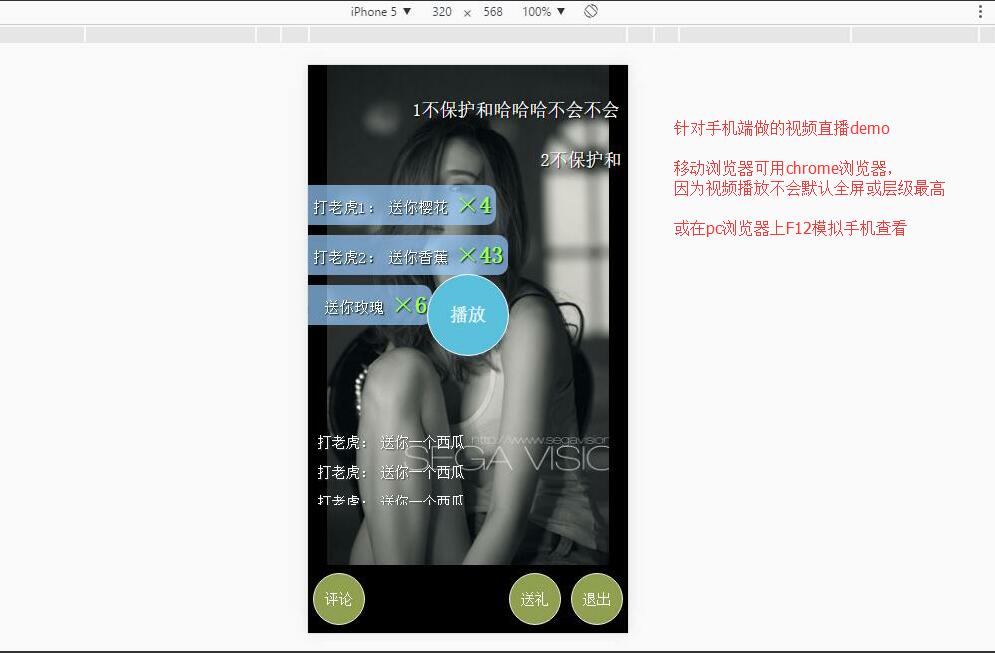 iPhone 5 ▼ 320 × 568 100% ▼
1不保护和哈哈哈不会不会
2不保护和
打老虎1： 送你樱花 ×4
打老虎2： 送你香蕉 ×43
送你玫瑰 ×6
播放
打老虎： 送你一个西瓜
http://www.segavision
SEGA VISIO
打老虎： 送你一个西瓜
打老虎： 送你一个西瓜
评论
送礼
退出
针对手机端做的视频直播demo
移动浏览器可用chrome浏览器，
因为视频播放不会默认全屏或层级最高
或在pc浏览器上F12模拟手机查看